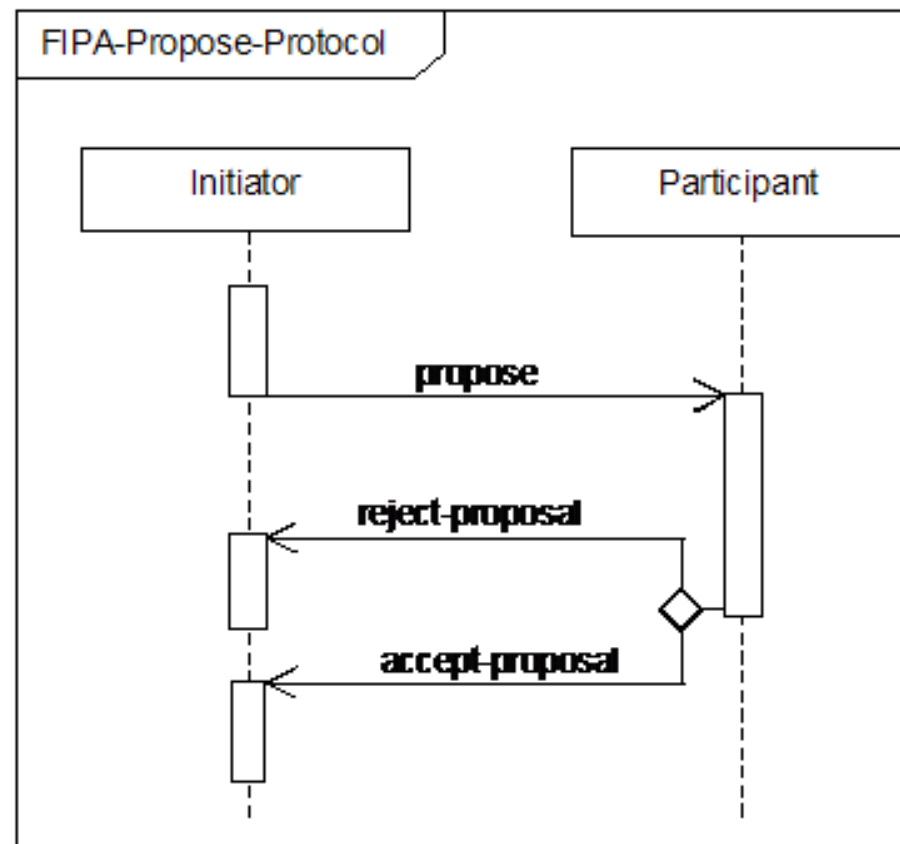 FIPA-Propose-Protocol
Initiator
Participant
propose
reject-proposal
accept-proposal